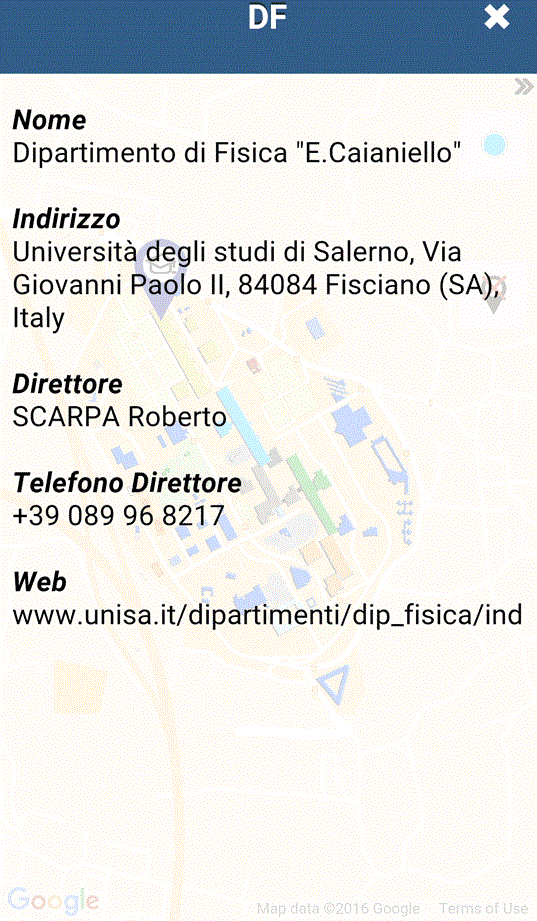 DF
Nome
Dipartimento di Fisica "E.Caianiello"
Indirizzo
Università degli studi di Salerno, Via
Giovanni Paolo II, 84084 Fisciano (SA),
Italy
Direttore
SCARPA Roberto
Telefono Direttore
+39 089 96 8217
Web
www.unisa.it/dipartimenti/dip_fisica/ind
Google
Map data ©2016 Google
Terms of Use